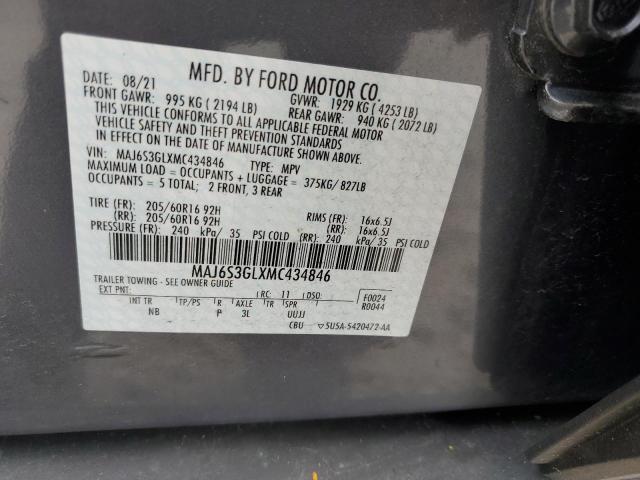 MFD. BY FORD MOTOR CO.
DATE: 08/21
FRONT GAWR: 995 KG (2194 LB)
GVWR: 1929 KG (4253 LB)
REAR GAWR: 940 KG (2072 LB)
THIS VEHICLE CONFORMS TO ALL APPLICABLE FEDERAL MOTOR
VEHICLE SAFETY AND THEFT PREVENTION STANDARDS
IN EFFECT ON THE DATE OF MANUFACTURE SHOWN ABOVE.
VIN: MAJ6S3GLXMC434846 TYPE: MPV
MAXIMUM LOAD = OCCUPANTS + LUGGAGE = 375KG/ 827LB
OCCUPANTS = 5 TOTAL; 2 FRONT, 3 REAR
TIRE (FR): 205/60R16 92H RIMS (FR): 16x6.5J
(RR): 205/60R16 92H (RR): 16x6.5J
PRESSURE (FR): 240 kPa/ 35 PSI COLD (RR): 240 kPa/ 35 PSI COLD
MAJ6S3GLXMC434846
TRAILER TOWING - SEE OWNER GUIDE
EXT PNT: RC: 11 DSO: F0024
R0044
INT TR TP/PS R AXLE TR SPR
NB P 3L UUJJ
CBU ▽5U5A-5420472-AA